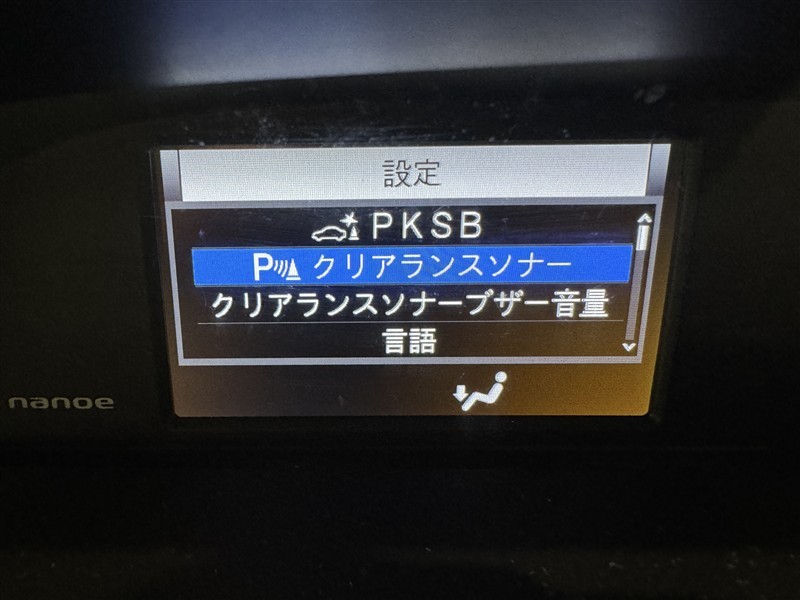 設定
PKSB
P クリアランスソナー
クリアランスソナーブザー音量
言語
nanoe